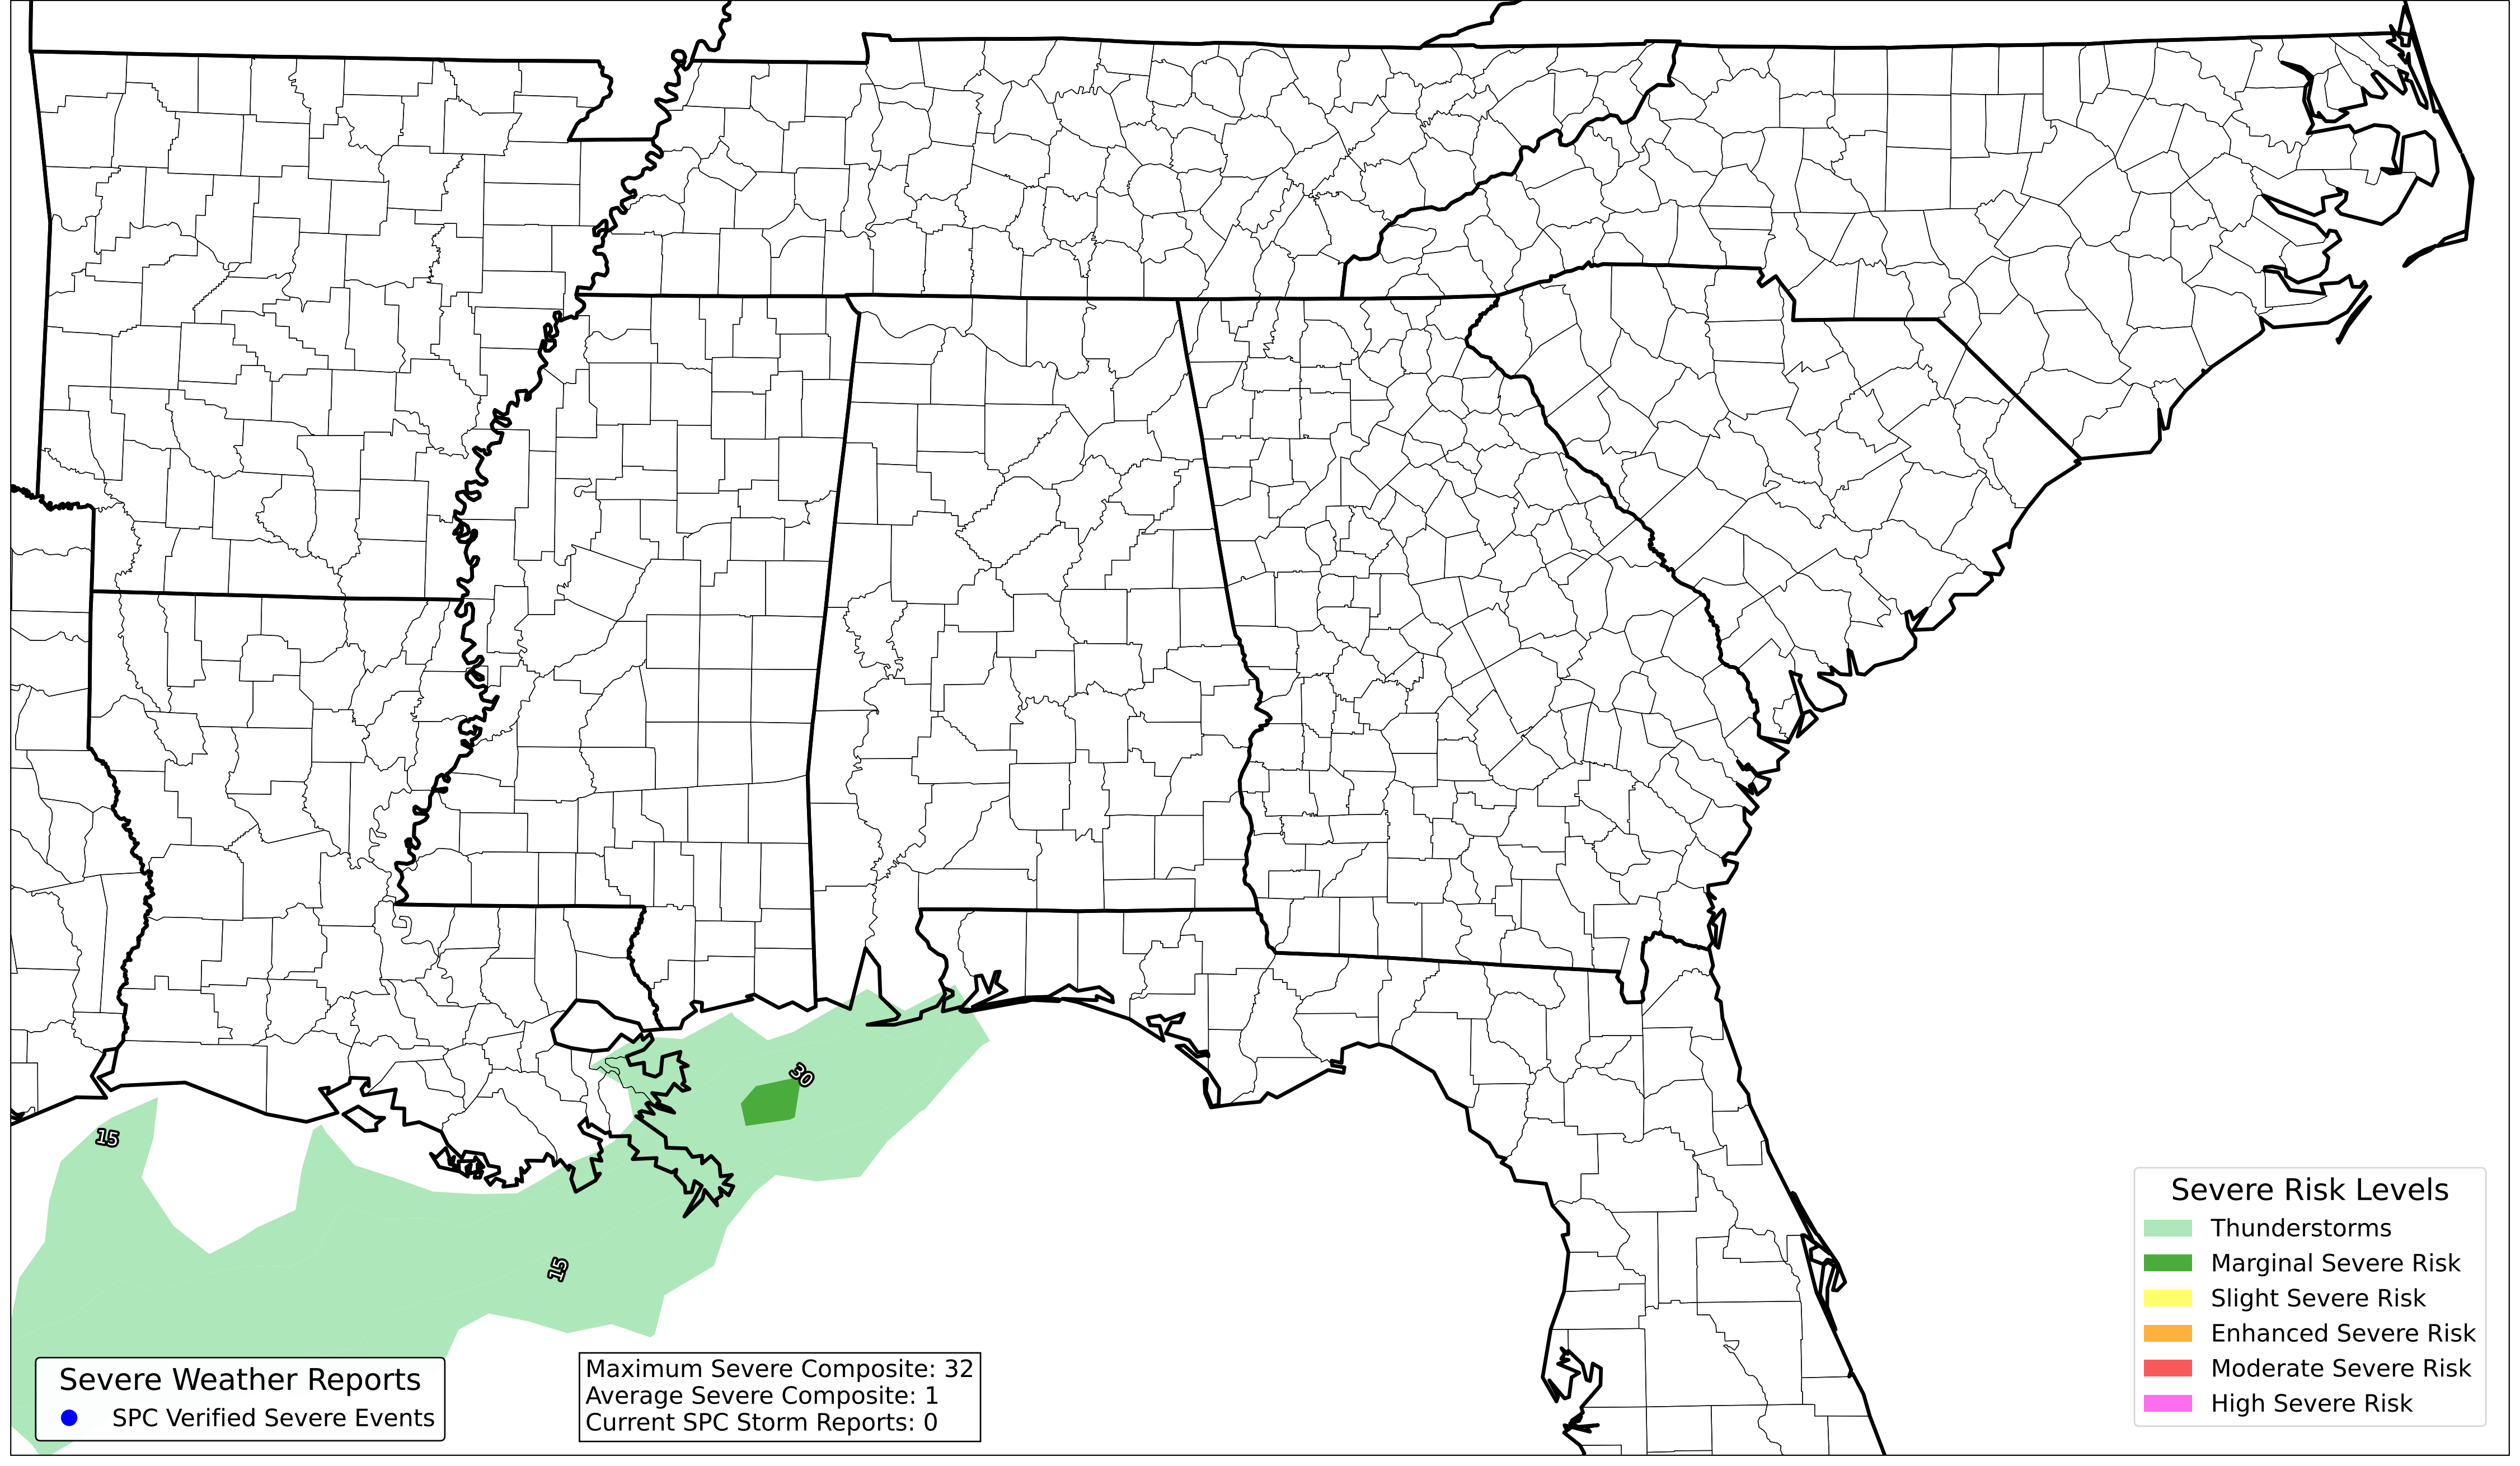 30
15
15
Severe Weather Reports
SPC Verified Severe Events
Maximum Severe Composite: 32
Average Severe Composite: 1
Current SPC Storm Reports: 0
Severe Risk Levels
Thunderstorms
Marginal Severe Risk
Slight Severe Risk
Enhanced Severe Risk
Moderate Severe Risk
High Severe Risk